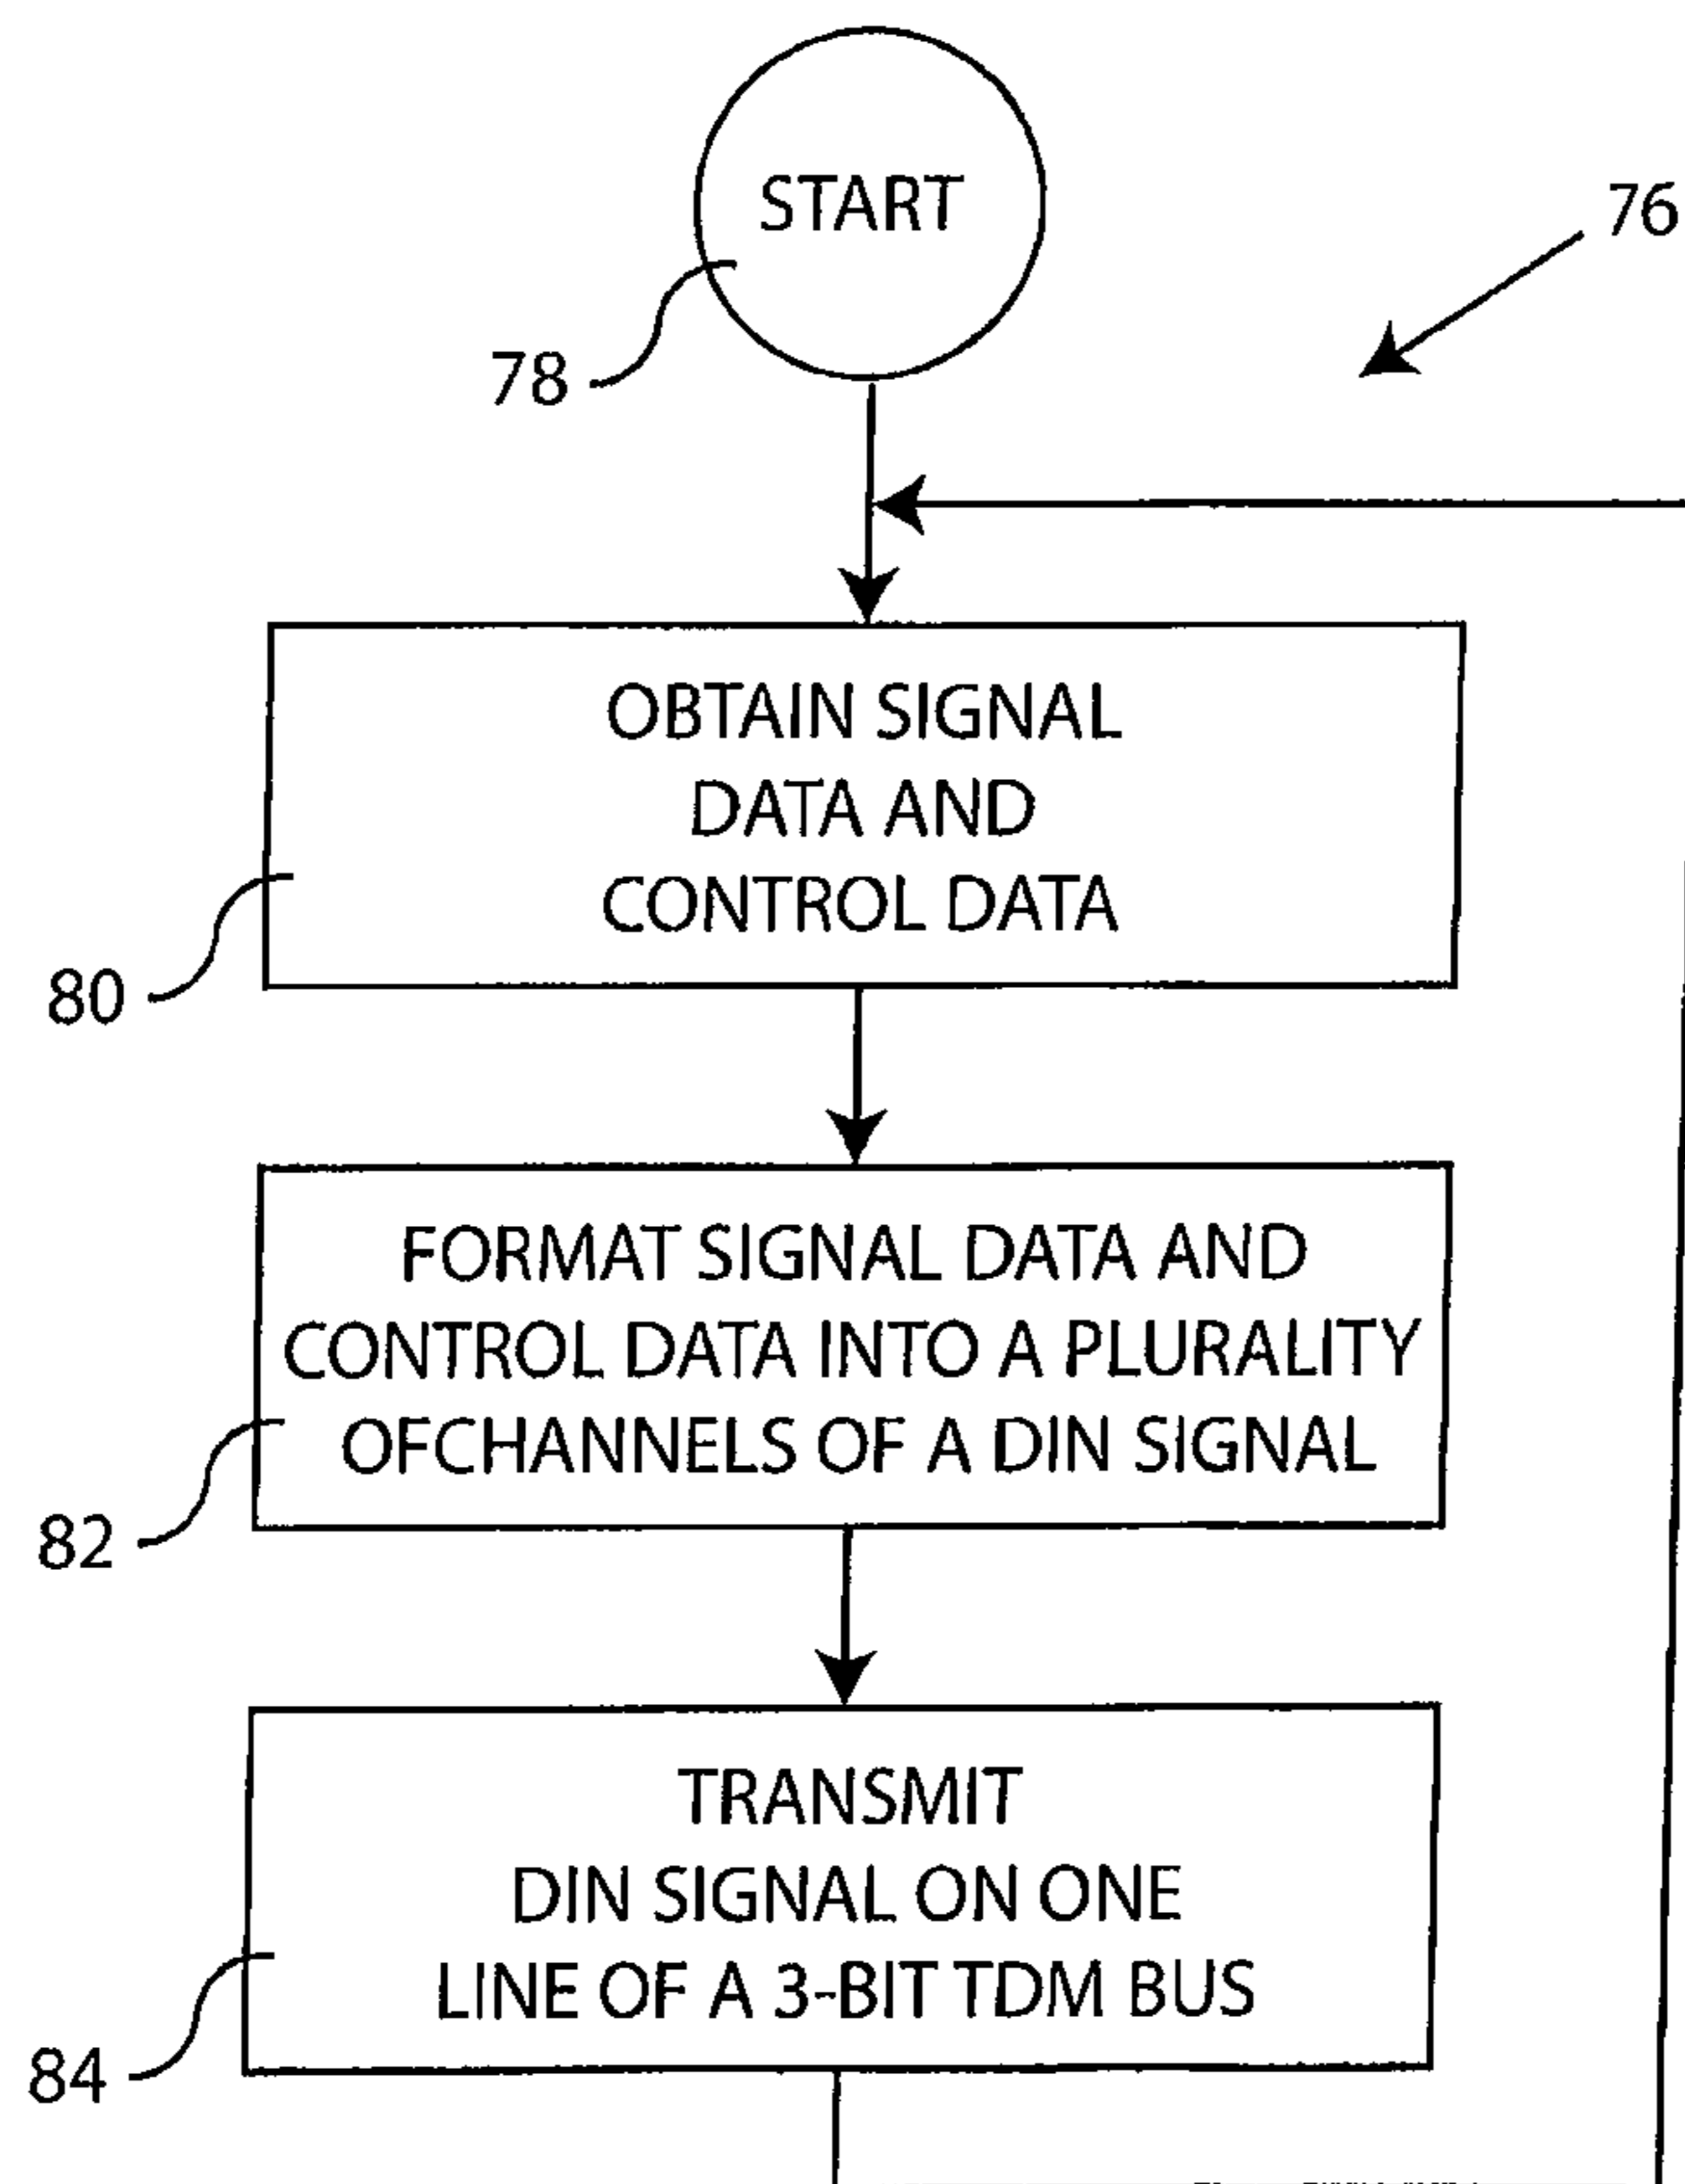 START
76
78
OBTAIN SIGNAL
DATA AND
CONTROL DATA
80
FORMAT SIGNAL DATA AND
CONTROL DATA INTO A PLURALITY
OFCHANNELS OF A DIN SIGNAL
82
TRANSMIT
DIN SIGNAL ON ONE
LINE OF A 3-BIT TDM BUS
84